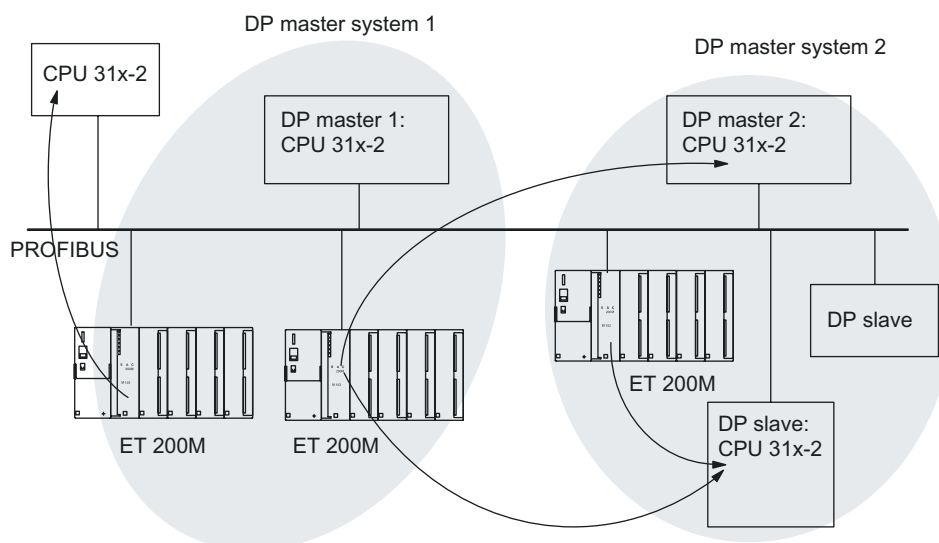 DP master system 1
DP master system 2
CPU 31x-2
DP master 1:
CPU 31x-2
DP master 2:
CPU 31x-2
PROFIBUS
DP slave
ET 200M
ET 200M
ET 200M
DP slave:
CPU 31x-2